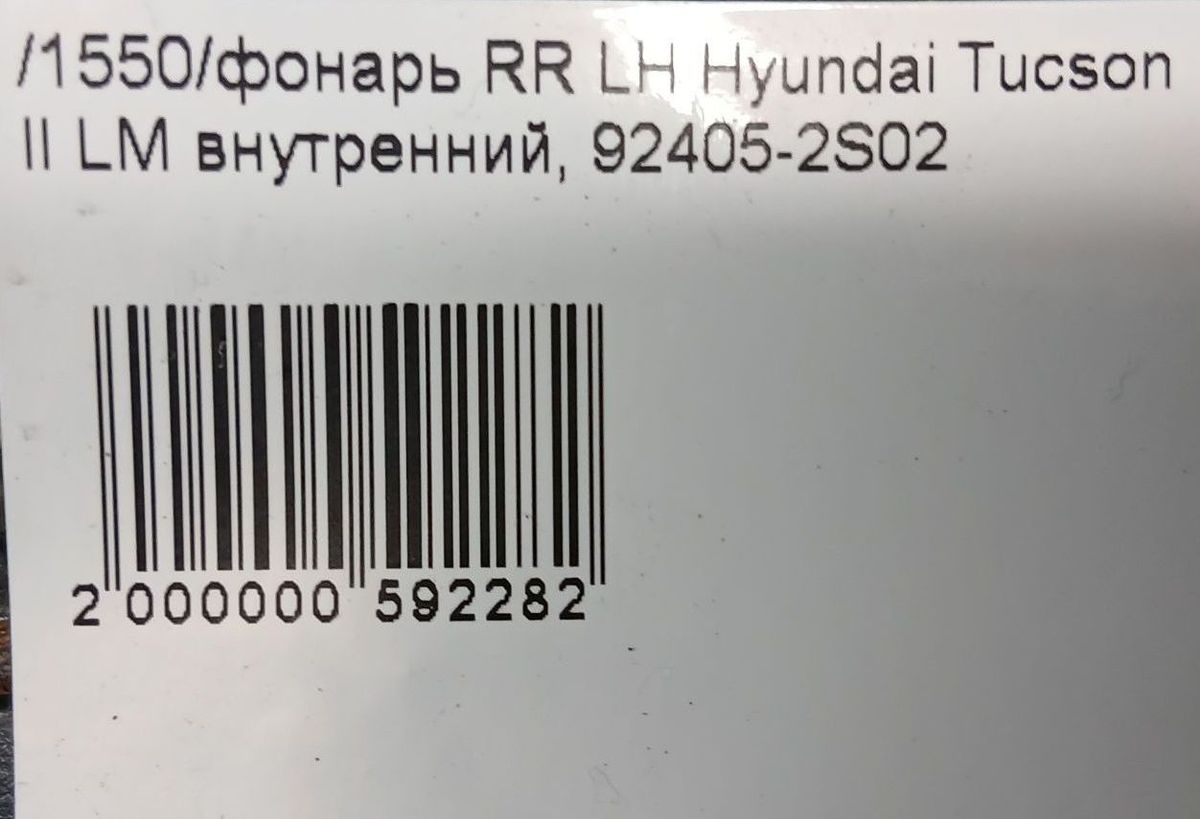 /1550/фонарь RR LH Hyundai Tucson
II LM внутренний, 92405-2S02
2 000000 592282